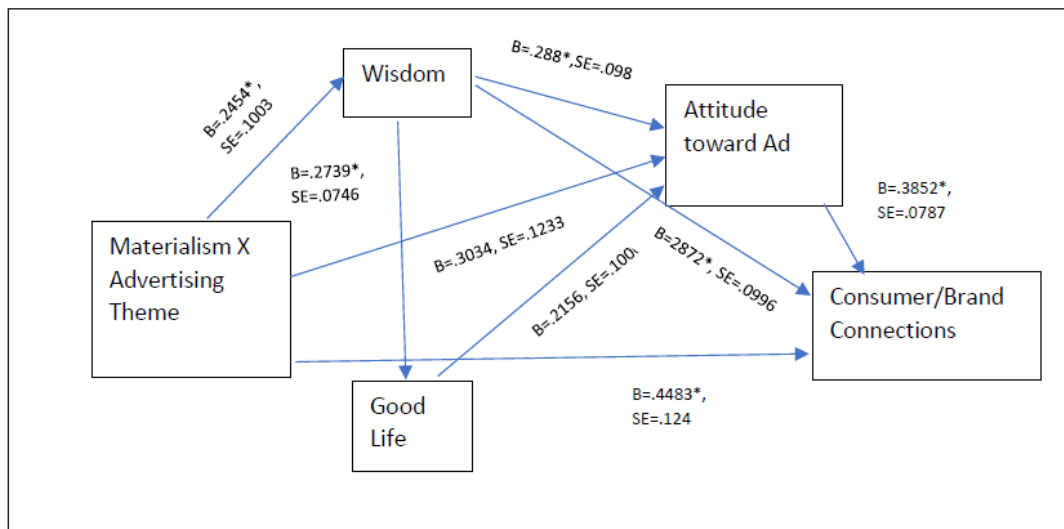 Wisdom
B=.288*,SE=.098
Attitude
toward Ad
B=.2454*,
SE=.1003
B=.2739*,
SE=.0746
B=.3852*,
SE=.0787
Materialism X
Advertising
Theme
B=.3034, SE=.1233
B=2872*, SE=.0996
B=.2156, SE=.100
Consumer/Brand
Connections
Good
Life
B=.4483*,
SE=.124